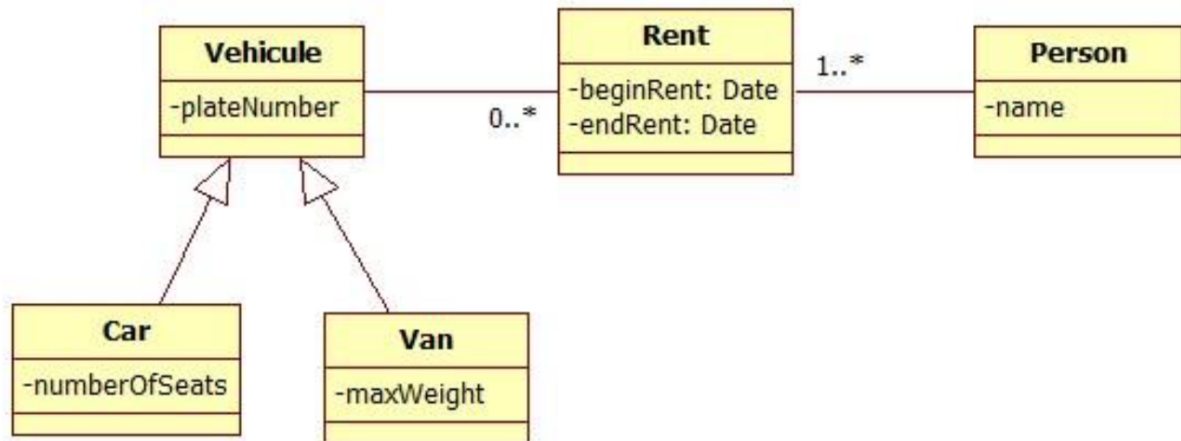 Vehicule
-plateNumber
0..*
Rent
-beginRent: Date
-endRent: Date
1..*
Person
-name
Car
-numberOfSeats
Van
-maxWeight